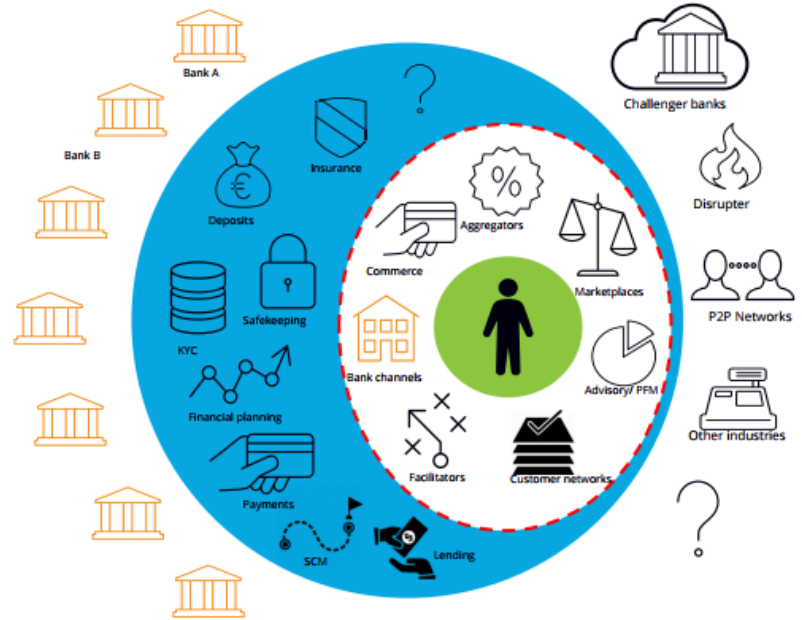 Bank A
Bank B
?
Insurance
€
Deposits
Safekeeping
KYC
Financial planning
Payments
SCM
$
Lending
%
Aggregators
Commerce
Marketplaces
Bank channels
Advisory/ PFM
Facilitators
Customer networks
Challenger banks
Disrupter
P2P Networks
Other industries
?